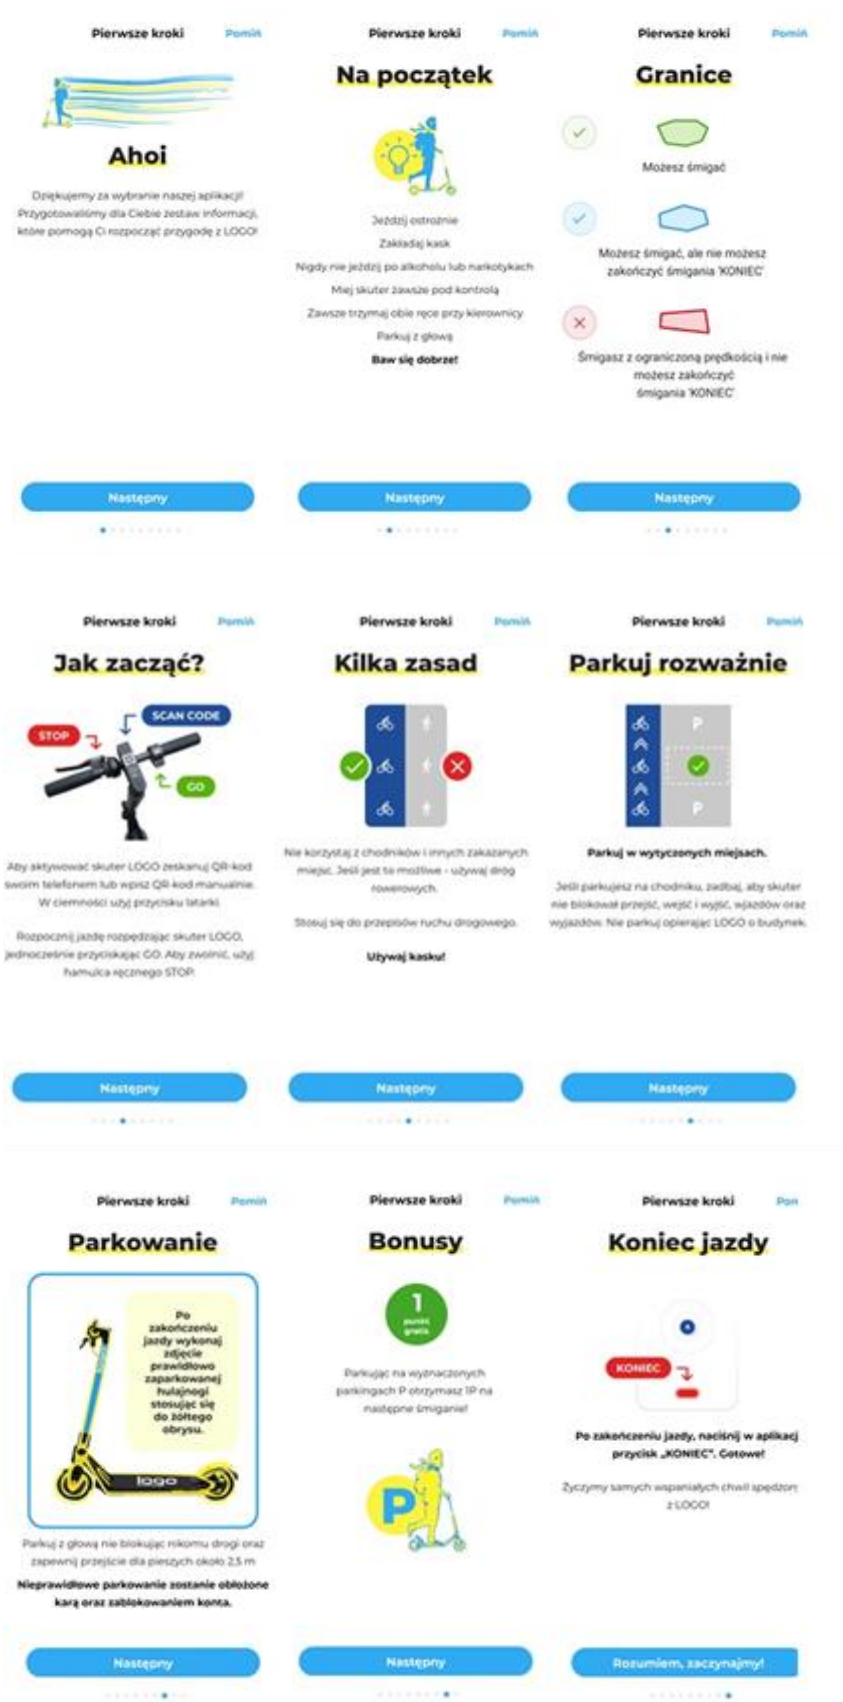 Pierwsze kroki Pomiń
Ahoi
Dziękujemy za wybranie naszej aplikacji!
Przygotowaliśmy dla Ciebie zestaw informacji,
które pomogą Ci rozpocząć przygodę z LOGO!
Następny
Pierwsze kroki Pomiń
Na początek
Jeździj ostrożnie
Zakładaj kask
Nigdy nie jeździj po alkoholu lub narkotykach
Miej skuter zawsze pod kontrolą
Zawsze trzymaj obie ręce przy kierownicy
Parkuj z głową
Baw się dobrze!
Następny
Pierwsze kroki Pomiń
Granice
Możesz śmigać
Możesz śmigać, ale nie możesz
zakończyć śmigania 'KONIEC'
Śmigasz z ograniczoną prędkością i nie
możesz zakończyć
śmigania 'KONIEC'
Następny
Pierwsze kroki Pomiń
Jak zacząć?
SCAN CODE
STOP
GO
Aby aktywować skuter LOGO zeskanuj QR-kod
swoim telefonem lub wpisz QR-kod manualnie.
W ciemności użyj przycisku latarki.
Rozpocznij jazdę rozpędzając skuter LOGO,
jednocześnie przyciskając GO. Aby zwolnić, użyj
hamulca ręcznego STOP.
Następny
Pierwsze kroki Pomiń
Kilka zasad
Nie korzystaj z chodników i innych zakazanych
miejsc. Jeśli jest to możliwe - używaj dróg
rowerowych.
Stosuj się do przepisów ruchu drogowego.
Używaj kasku!
Następny
Pierwsze kroki Pomiń
Parkuj rozważnie
P
P
Parkuj w wytyczonych miejsach.
Jeśli parkujesz na chodniku, zadbaj, aby skuter
nie blokował przejść, wejść i wyjść, wjazdów oraz
wyjazdów. Nie parkuj opierając LOGO o budynek.
Następny
Pierwsze kroki Pomiń
Parkowanie
Po
zakończeniu
jazdy wykonaj
zdjęcie
prawidłowo
zaparkowanej
hulajnogi
stosując się
do żółtego
obrysu.
logo
Parkuj z głową nie blokując nikomu drogi oraz
zapewnij przejście dla pieszych około 2,5 m
Nieprawidłowe parkowanie zostanie obłożone
karą oraz zablokowaniem konta.
Następny
Pierwsze kroki Pomiń
Bonusy
1
punkt
gratis
Parkując na wyznaczonych
parkingach P otrzymasz 1P na
następne śmiganie!
P
Następny
Pierwsze kroki Pom
Koniec jazdy
KONIEC
Po zakończeniu jazdy, naciśnij w aplikacj
przycisk „KONIEC”. Gotowe!
Życzymy samych wspaniałych chwil spędzon
z LOGO!
Rozumiem, zaczynajmy!